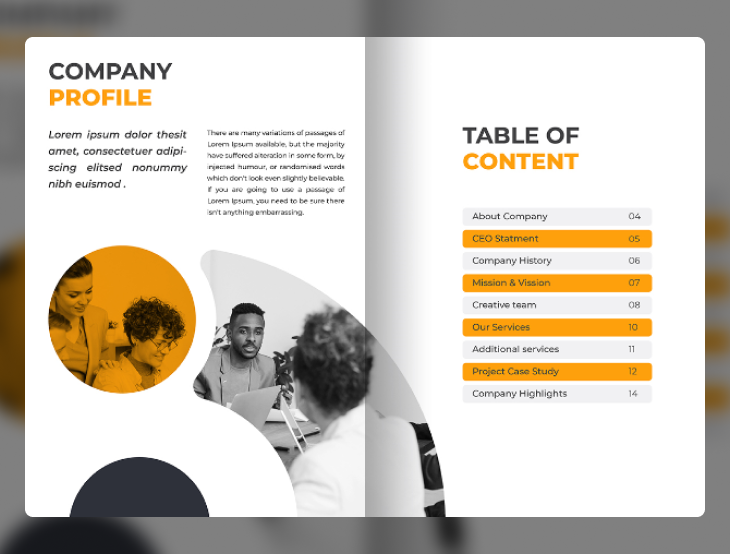 COMPANY
PROFILE
Lorem ipsum dolor thesit
amet, consectetuer adipi-
scing elitsed nonummy
nibh euismod .
There are many variations of passages of
Lorem Ipsum available, but the majority
have suffered alteration in some form, by
injected humour, or randomised words
which don't look even slightly believable.
If you are going to use a passage of
Lorem Ipsum, you need to be sure there
isn't anything embarrassing.
TABLE OF
CONTENT
About Company 04
CEO Statment 05
Company History 06
Mission & Vission 07
Creative team 08
Our Services 10
Additional services 11
Project Case Study 12
Company Highlights 14